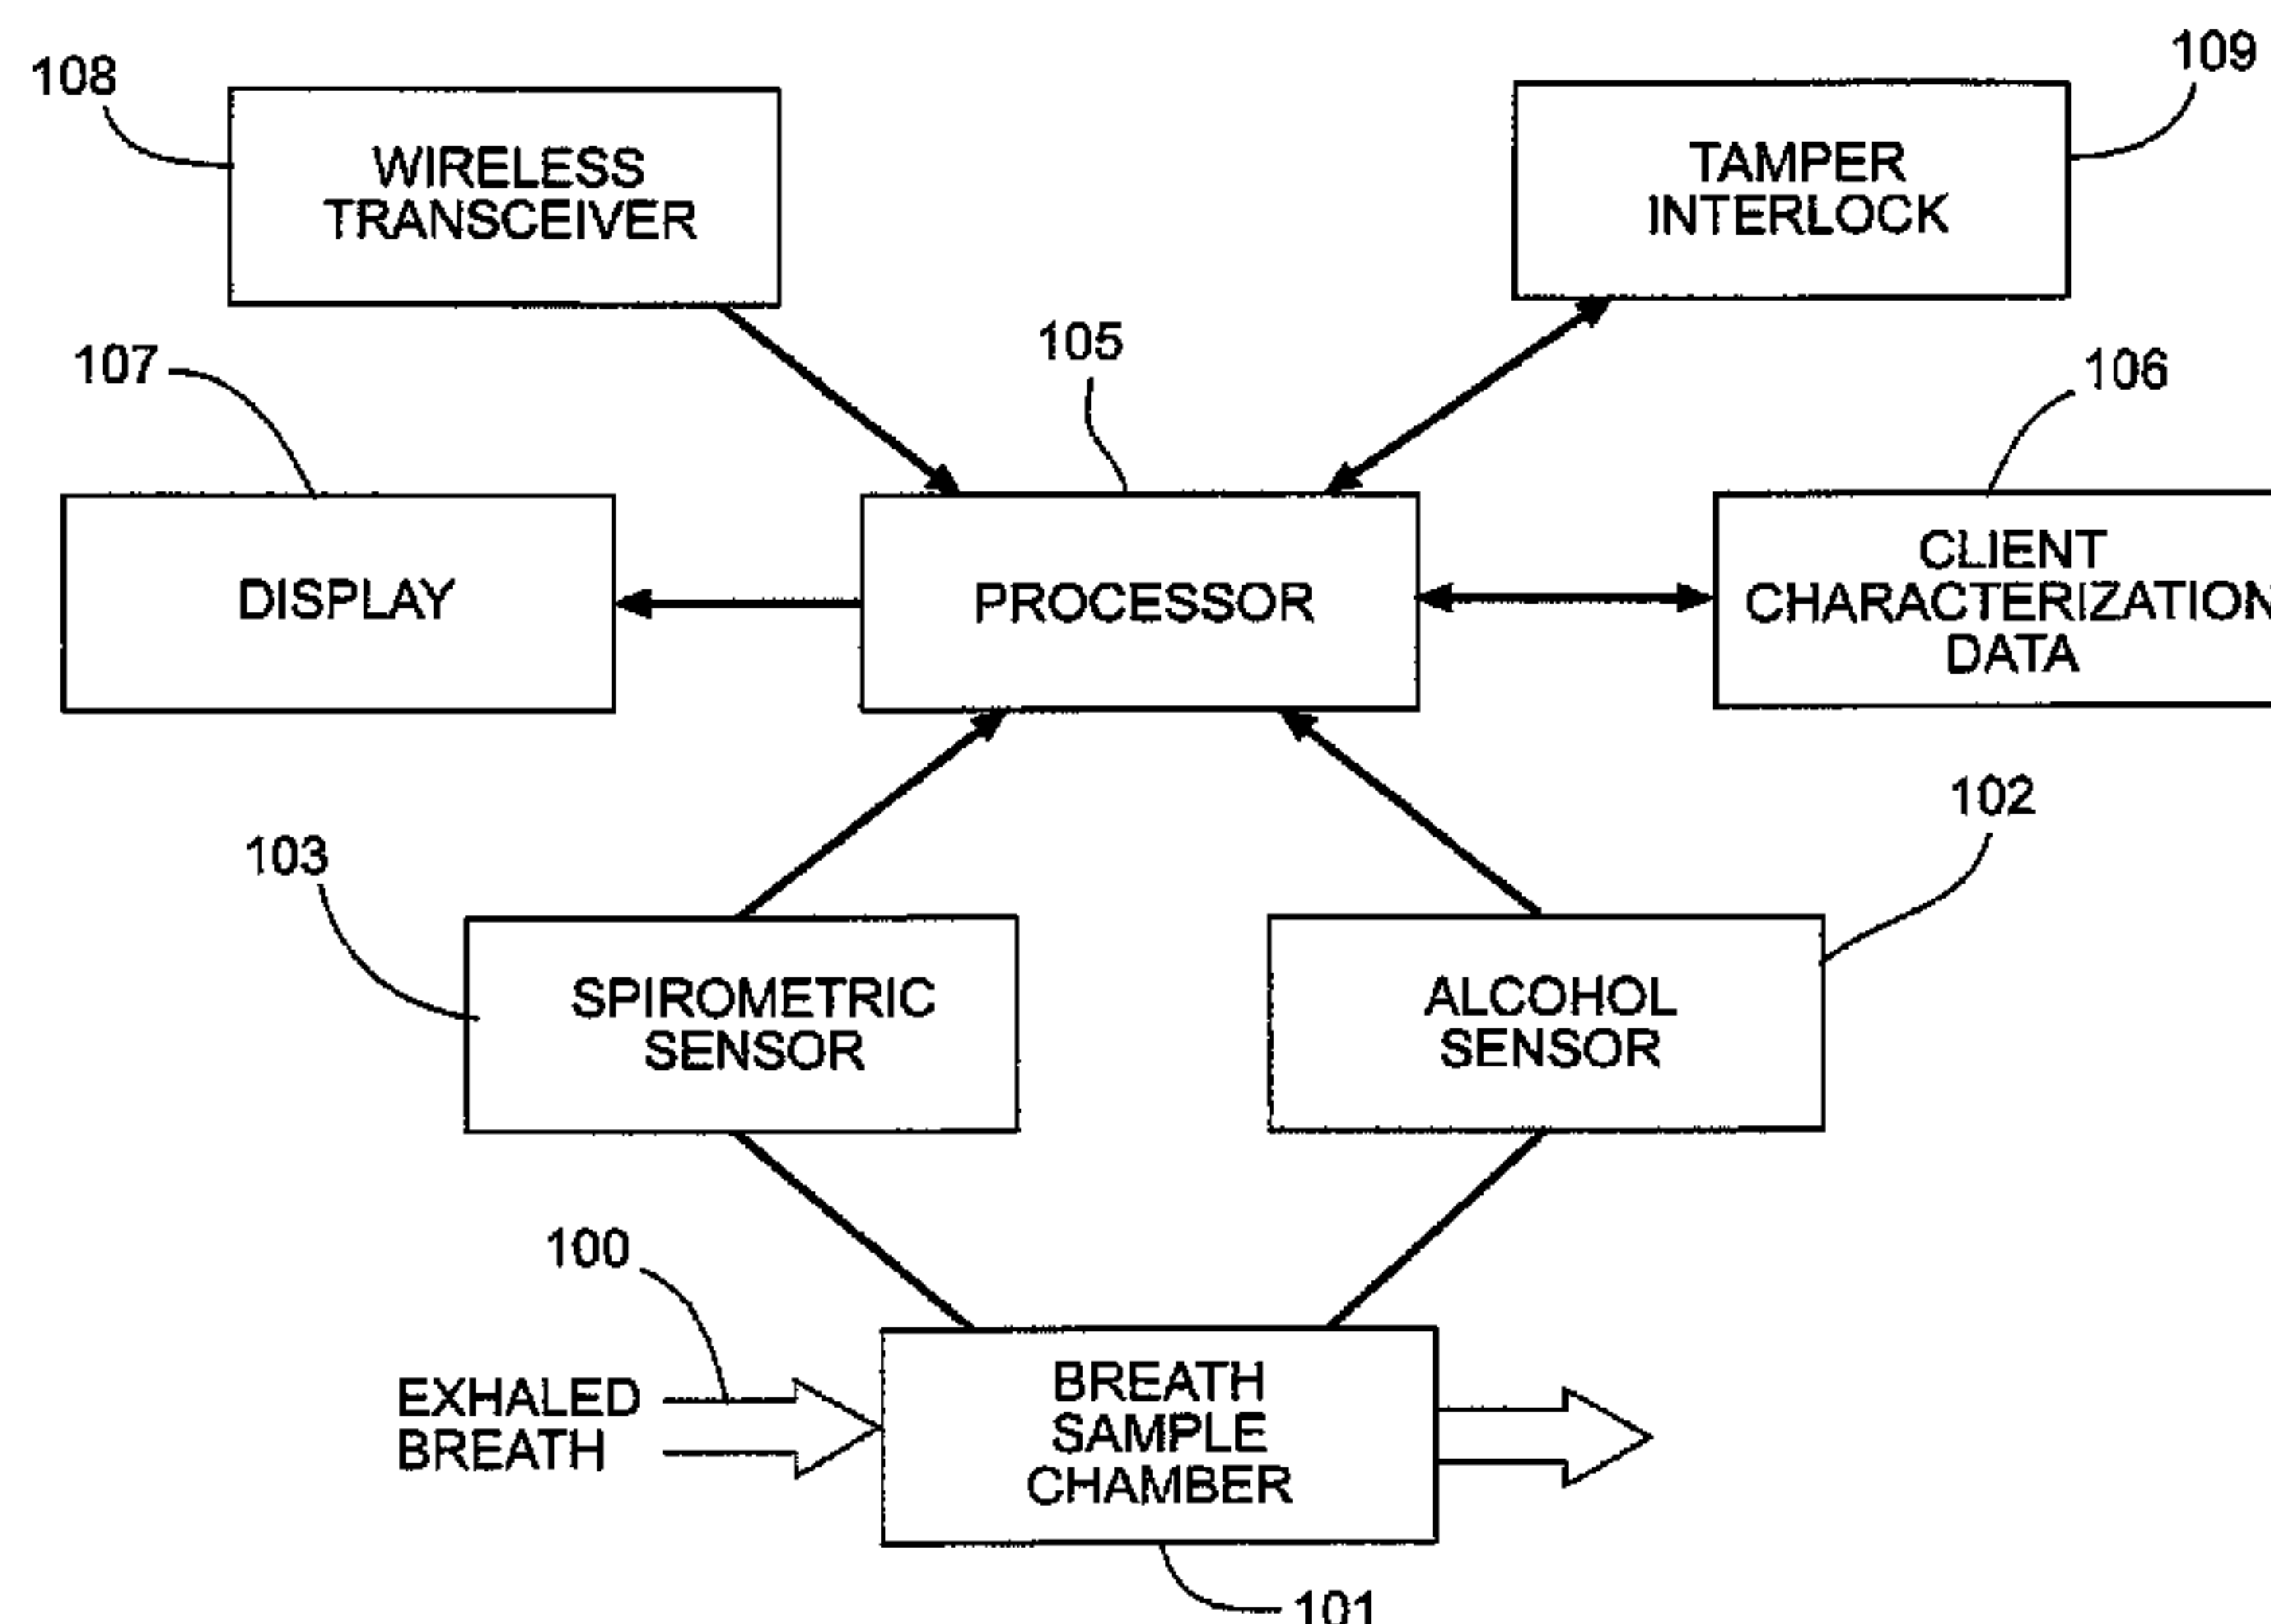 108
109
WIRELESS
TRANSCEIVER
TAMPER
INTERLOCK
107
105
106
DISPLAY
PROCESSOR
CLIENT
CHARACTERIZATION
DATA
103
102
SPIROMETRIC
SENSOR
ALCOHOL
SENSOR
100
EXHALED
BREATH
BREATH
SAMPLE
CHAMBER
101